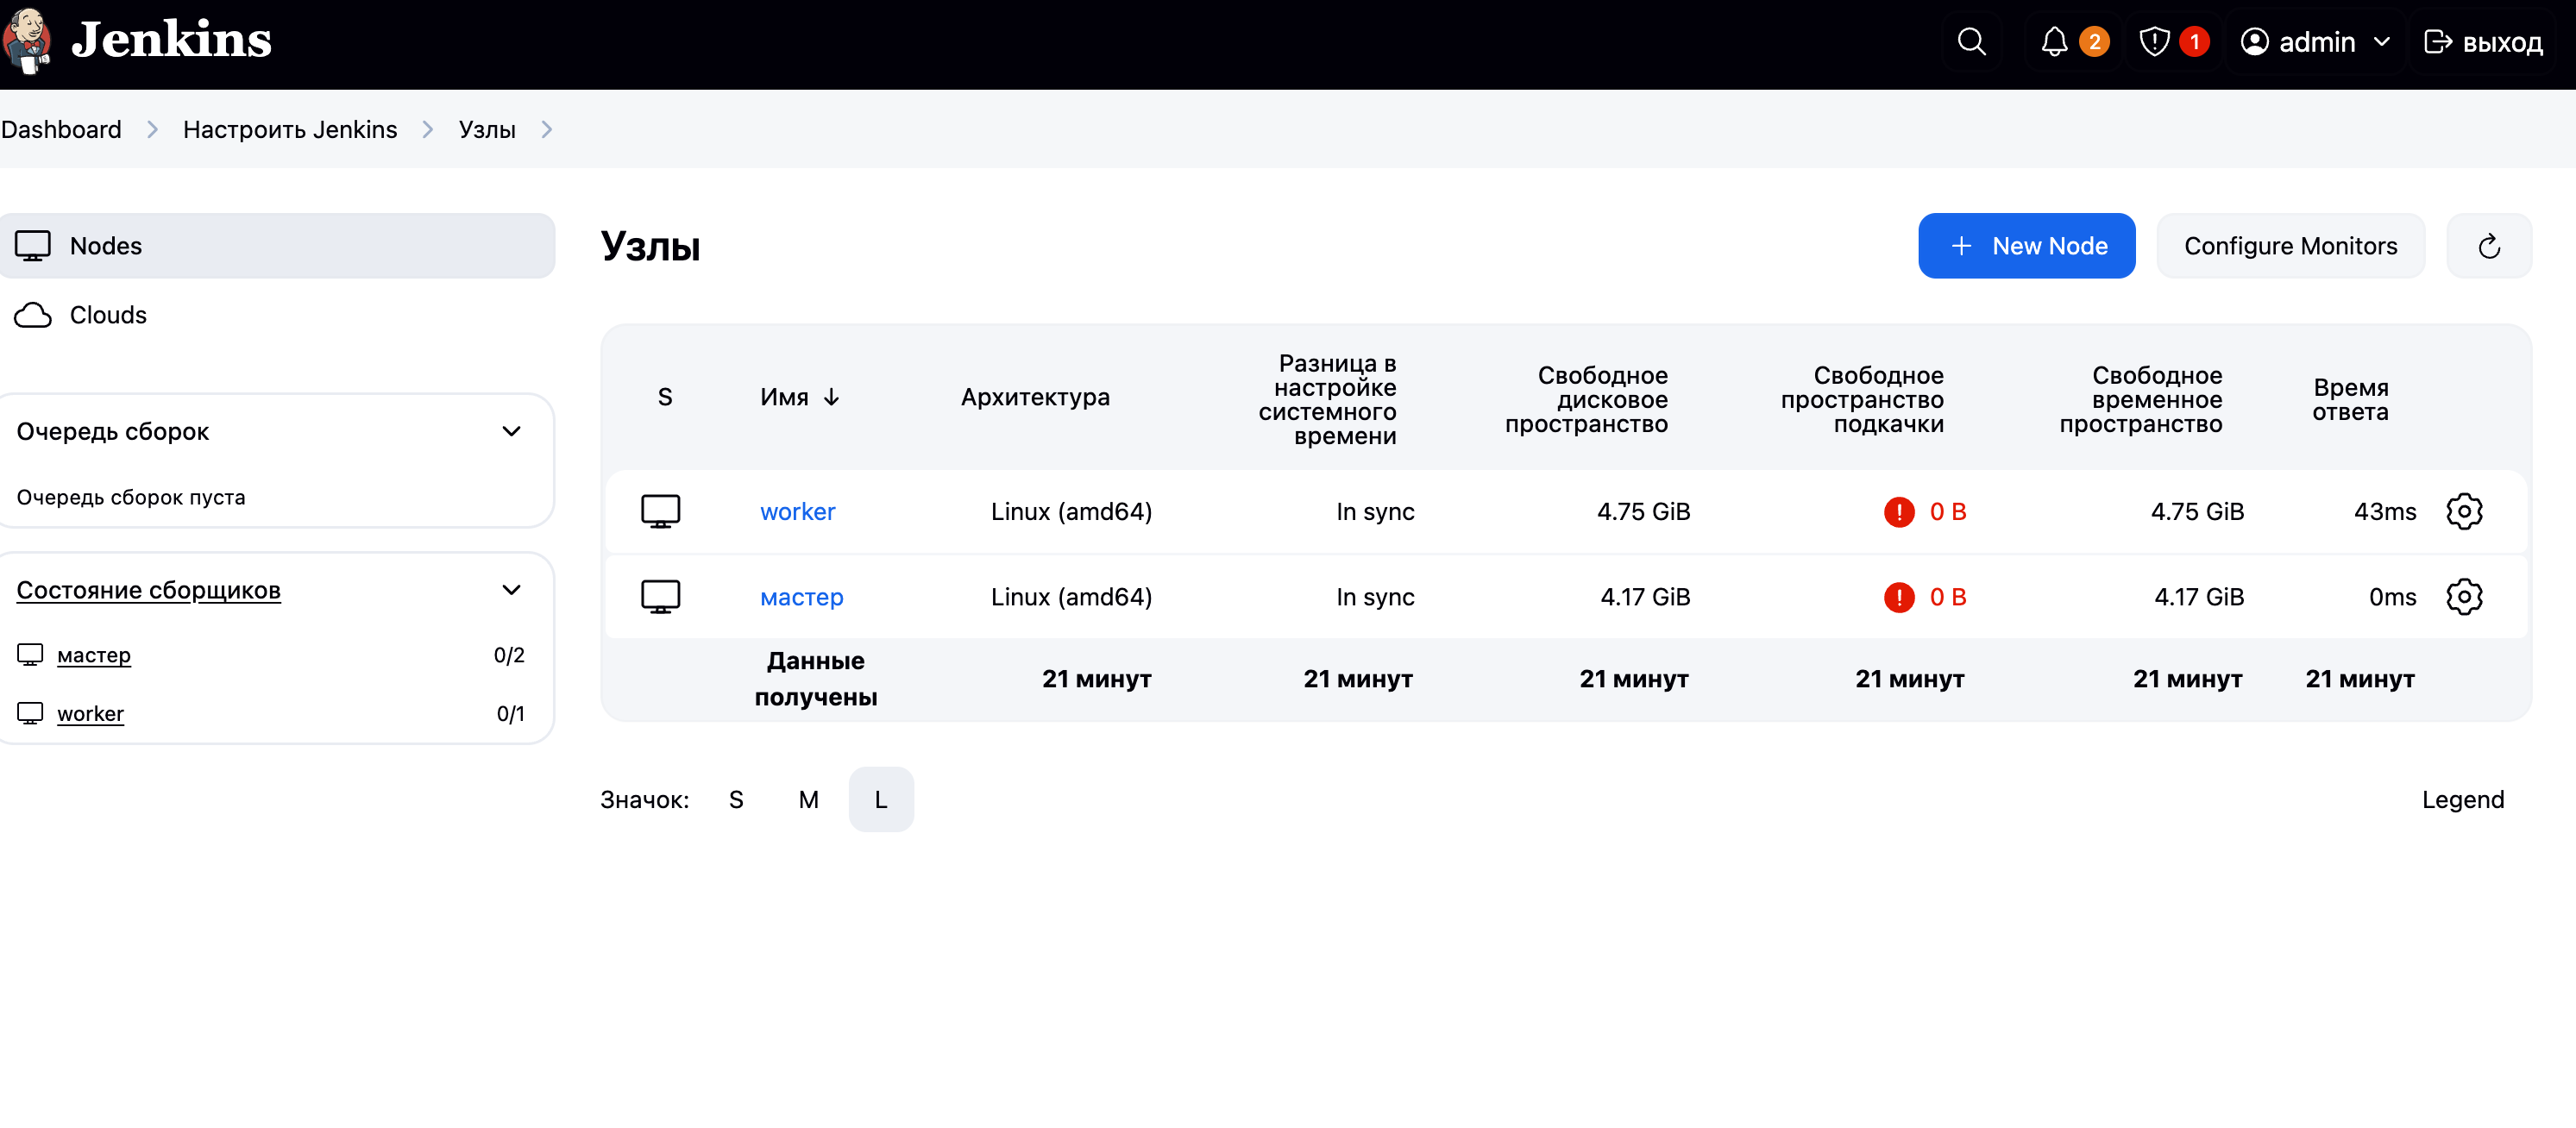 Jenkins
2
1
admin
выход
Dashboard
Настроить Jenkins
Узлы
Nodes
Clouds
Очередь сборок
Очередь сборок пуста
Состояние сборщиков
мастер
0/2
worker
0/1
Узлы
New Node
Configure Monitors
S
Имя ↓
Архитектура
Разница в
настройке
системного
времени
Свободное
дисковое
пространство
Свободное
пространство
подкачки
Свободное
временное
пространство
Время
ответа
worker
Linux (amd64)
In sync
4.75 GiB
0 B
4.75 GiB
43ms
мастер
Linux (amd64)
In sync
4.17 GiB
0 B
4.17 GiB
0ms
Данные
получены
21 минут
21 минут
21 минут
21 минут
21 минут
21 минут
Значок:
S
M
L
Legend